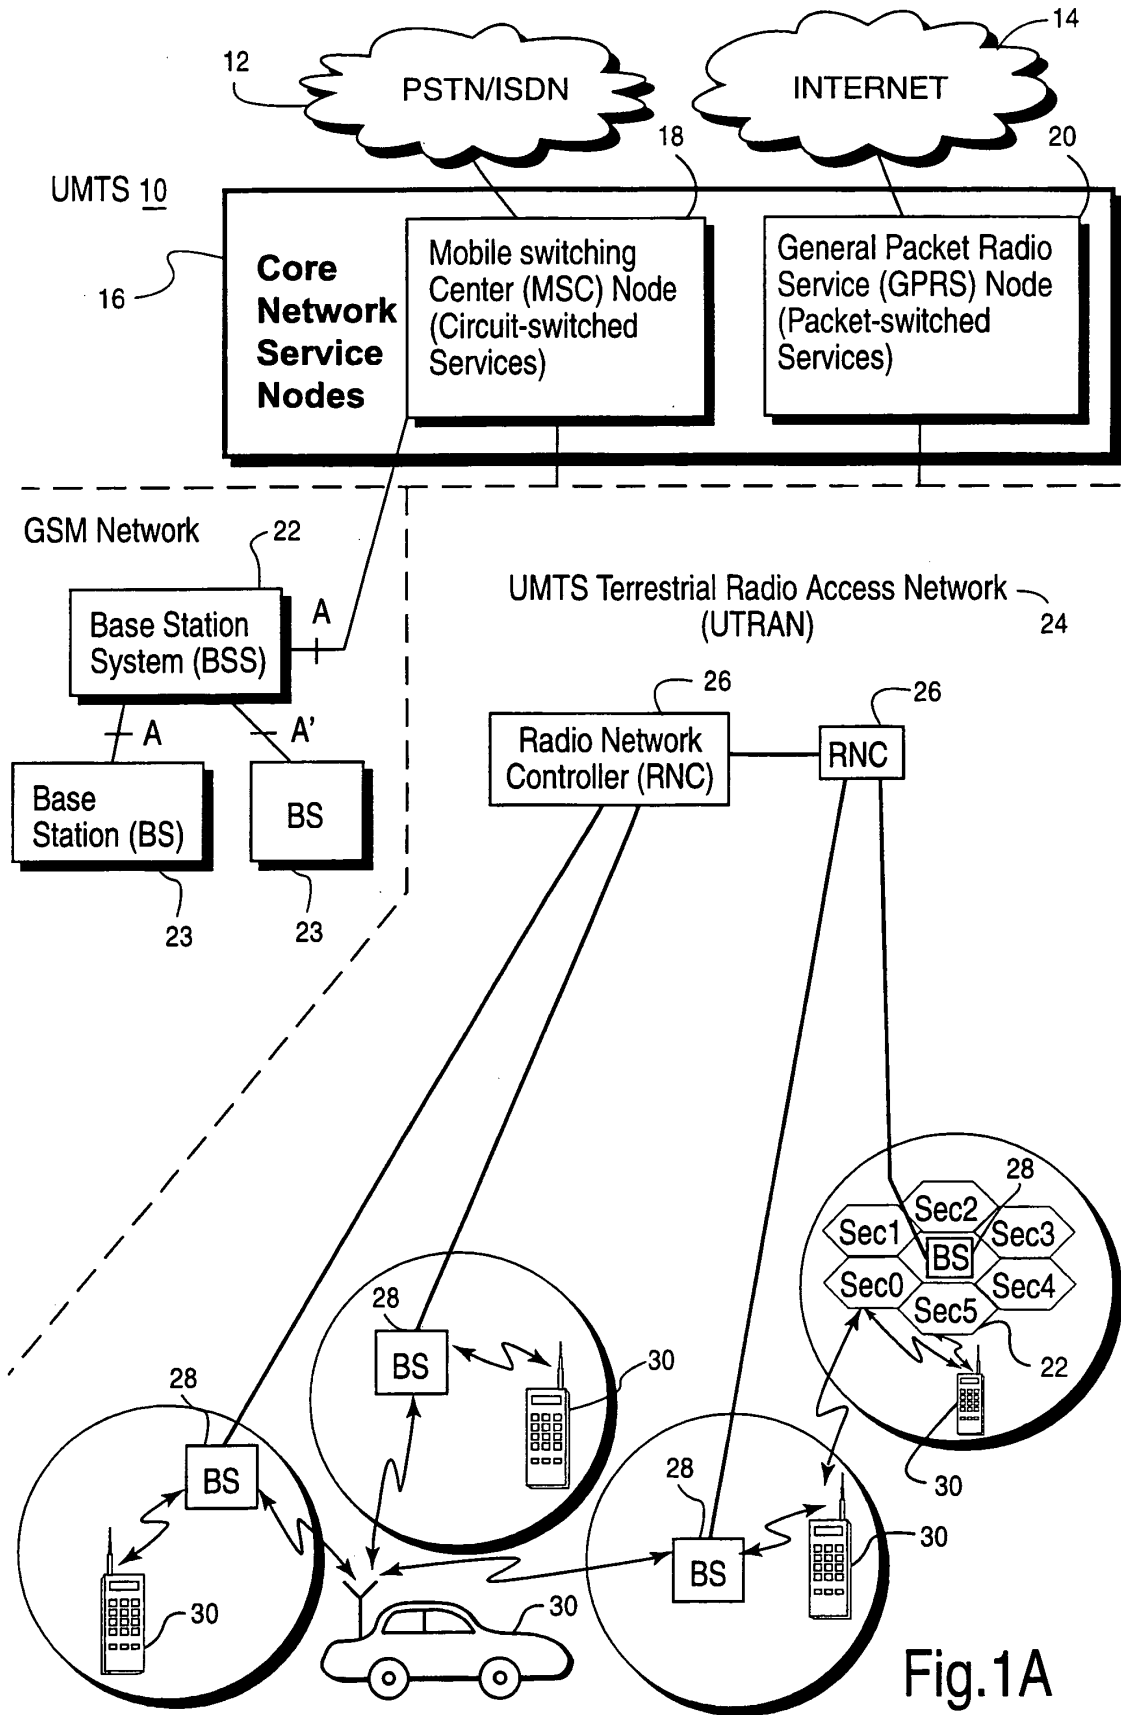 14
12
PSTN/ISDN
INTERNET
18
20
UMTS 10
16
Core
Network
Service
Nodes
Mobile switching
Center (MSC) Node
(Circuit-switched
Services)
General Packet Radio
Service (GPRS) Node
(Packet-switched
Services)
GSM Network
22
Base Station
System (BSS)
A
A
A'
Base
Station (BS)
BS
23
23
UMTS Terrestrial Radio Access Network
(UTRAN)
24
26
26
Radio Network
Controller (RNC)
RNC
28
Sec2
Sec1
Sec3
BS
Sec0
Sec4
Sec5
22
30
28
BS
30
28
BS
30
28
BS
30
30
Fig.1A